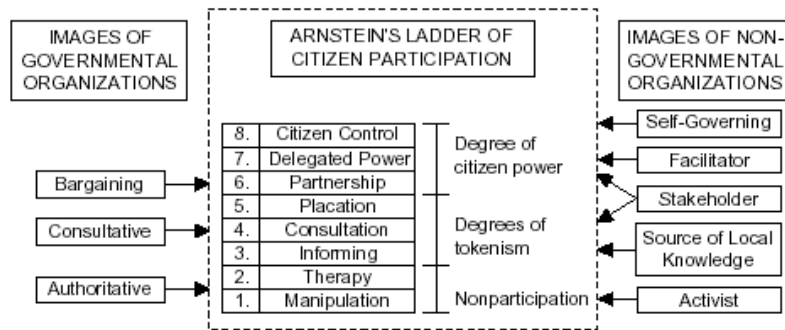 IMAGES OF
GOVERNMENTAL
ORGANIZATIONS
ARNSTEIN'S LADDER OF
CITIZEN PARTICIPATION
IMAGES OF NON-
GOVERNMENTAL
ORGANIZATIONS
Bargaining
Consultative
Authoritative
8. Citizen Control
7. Delegated Power
6. Partnership
5. Placation
4. Consultation
3. Informing
2. Therapy
1. Manipulation
Degree of
citizen power
Degrees of
tokenism
Nonparticipation
Self-Governing
Facilitator
Stakeholder
Source of Local
Knowledge
Activist